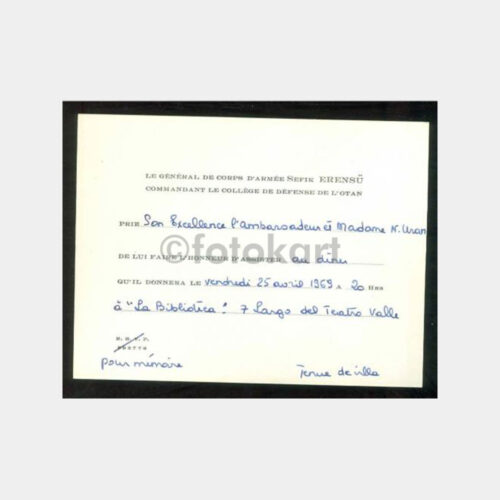 LE GÉNÉRAL DE CORPS D'ARMÉE SEFIK ERENSÜ
COMMANDANT LE COLLÈGE DE DÉFENSE DE L'OTAN
PRIE Son Excellence l'ambassadeur et Madame N. Uran
©fotokart
DE LUI FAIRE L'HONNEUR D'ASSISTER au diner
QU'IL DONNERA LE vendredi 25 avril 1969 A 20 HRS
à "La Biblioteca". 7 Largo del Teatro Valle
R. S. V. P.
pour mémoire
Tenue de ville